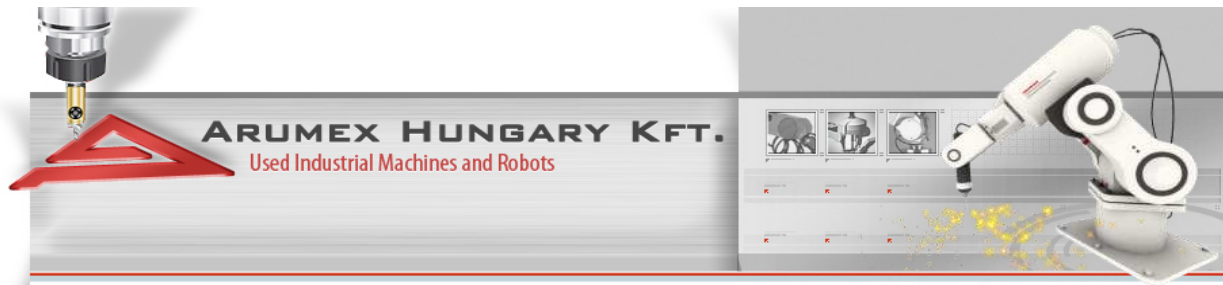 ARUMEX HUNGARY KFT.
Used Industrial Machines and Robots